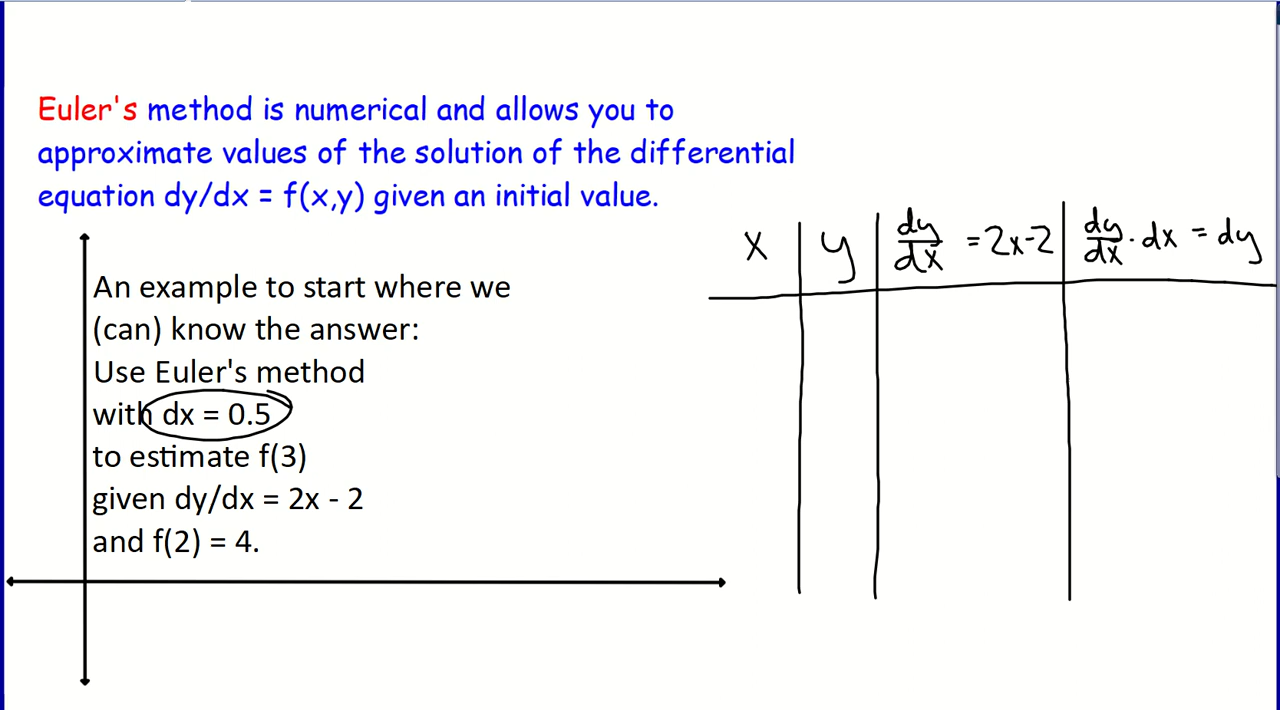 Euler's method is numerical and allows you to
approximate values of the solution of the differential
equation dy/dx = f(x,y) given an initial value.
An example to start where we
(can) know the answer:
Use Euler's method
with dx = 0.5
to estimate f(3)
given dy/dx = 2x - 2
and f(2) = 4.
x | y | dy/dx = 2x-2 | dy/dx · dx = dy